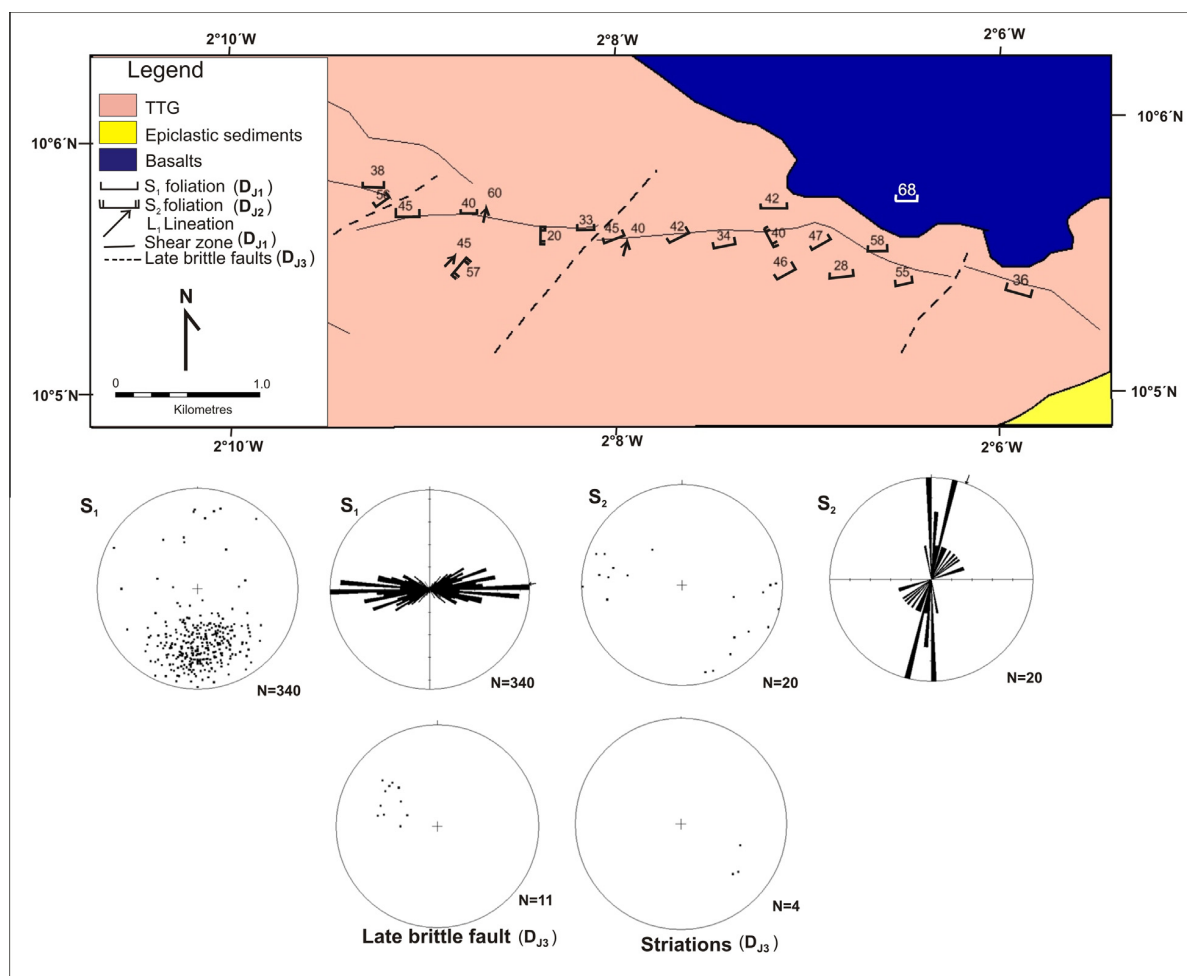 2°10´W 2°8´W 2°6´W
Legend
TTG
Epiclastic sediments
Basalts
S1 foliation (DJ1)
S2 foliation (DJ2)
L1 Lineation
Shear zone (DJ1)
Late brittle faults (DJ3)
N
0 1.0
Kilometres
10°6´N
10°5´N
10°6´N
10°5´N
38
56
45
40
60
45
57
20
33
45
40
42
34
42
40
46
47
28
58
55
68
36
2°10´W 2°8´W 2°6´W
S1
N=340
S1
N=340
S2
N=20
S2
N=20
N=11
Late brittle fault (DJ3)
N=4
Striations (DJ3)